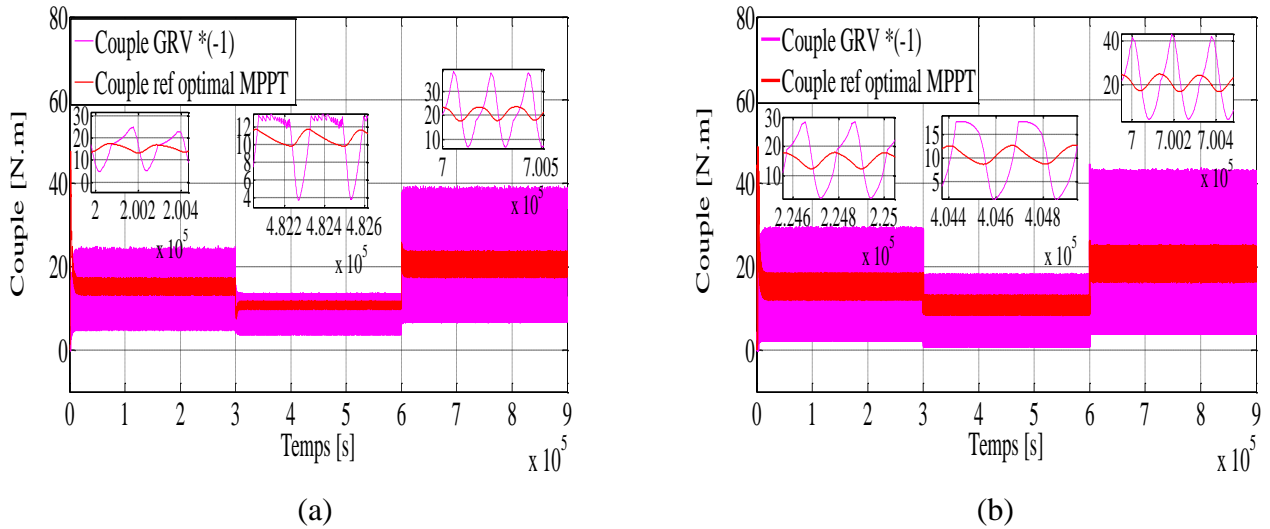 80
60
40
20
0
Couple [N.m]
Couple GRV *(-1)
Couple ref optimal MPPT
30
20
10
0
2 2.002 2.004
x 10^5
12
10
8
6
4
4.822 4.824 4.826
x 10^5
30
20
10
7 7.005
x 10^5
0 1 2 3 4 5 6 7 8 9
Temps [s]
x 10^5
(a)
80
60
40
20
0
Couple [N.m]
Couple GRV *(-1)
Couple ref optimal MPPT
30
20
10
2.246 2.248 2.25
x 10^5
15
10
5
4.044 4.046 4.048
x 10^5
40
20
7 7.002 7.004
x 10^5
0 1 2 3 4 5 6 7 8 9
Temps [s]
x 10^5
(b)